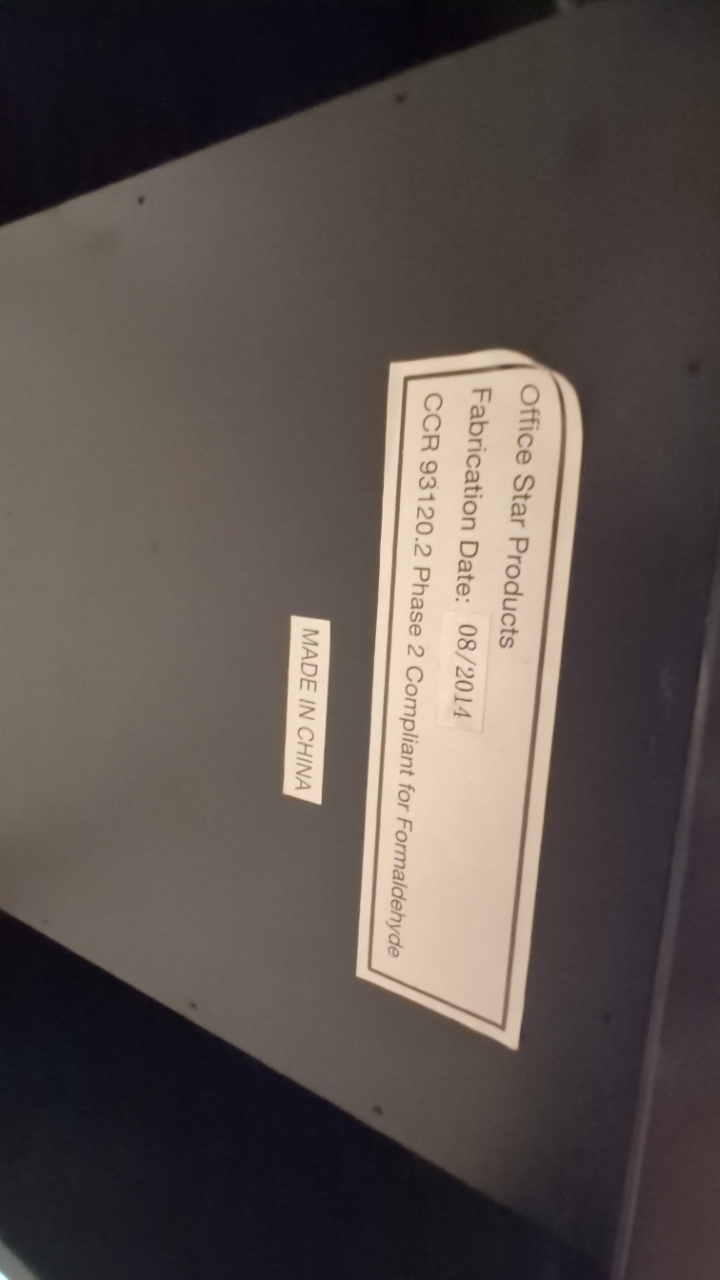 Office Star Products
Fabrication Date: 08/2014
CCR 93120.2 Phase 2 Compliant for Formaldehyde
MADE IN CHINA